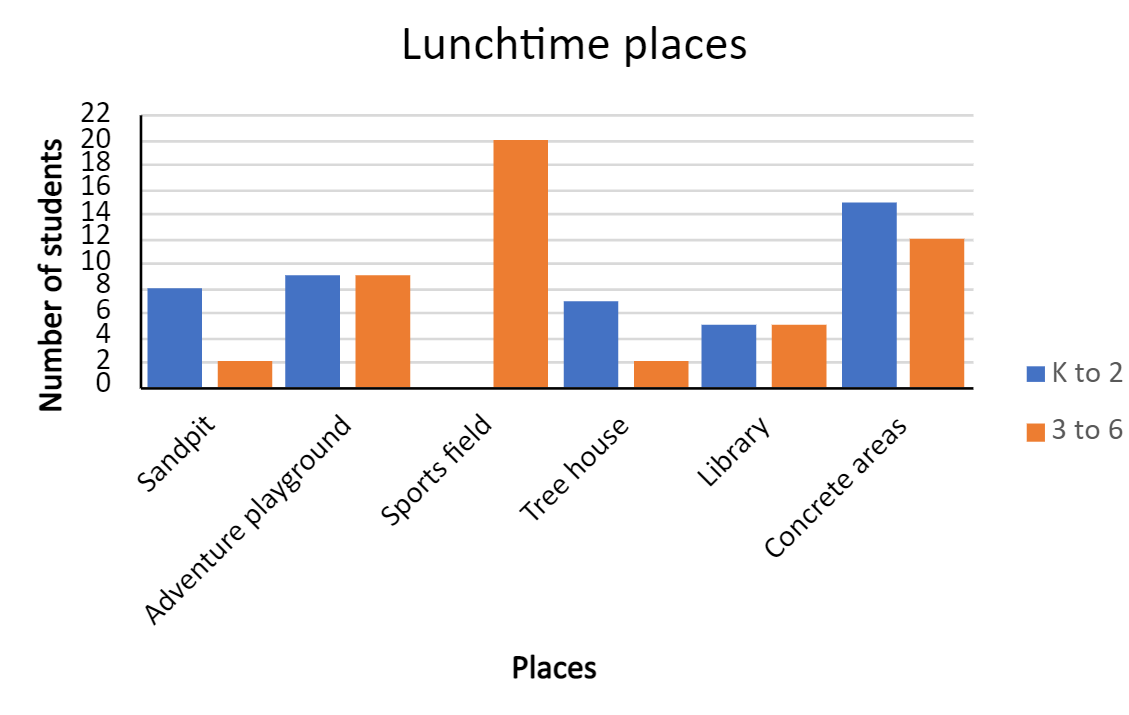 Lunchtime places
22
20
18
16
14
12
10
8
6
4
2
0
Number of students
Sandpit
Adventure playground
Sports field
Tree house
Library
Concrete areas
Places
K to 2
3 to 6